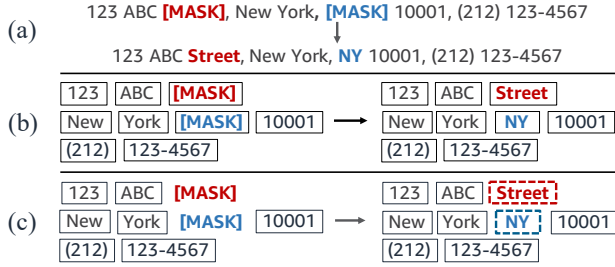 (a) 123 ABC [MASK], New York, [MASK] 10001, (212) 123-4567
123 ABC Street, New York, NY 10001, (212) 123-4567
(b) 123 ABC [MASK]
New York [MASK] 10001
(212) 123-4567
123 ABC Street
New York NY 10001
(212) 123-4567
(c) 123 ABC [MASK]
New York [MASK] 10001
(212) 123-4567
123 ABC Street
New York NY 10001
(212) 123-4567